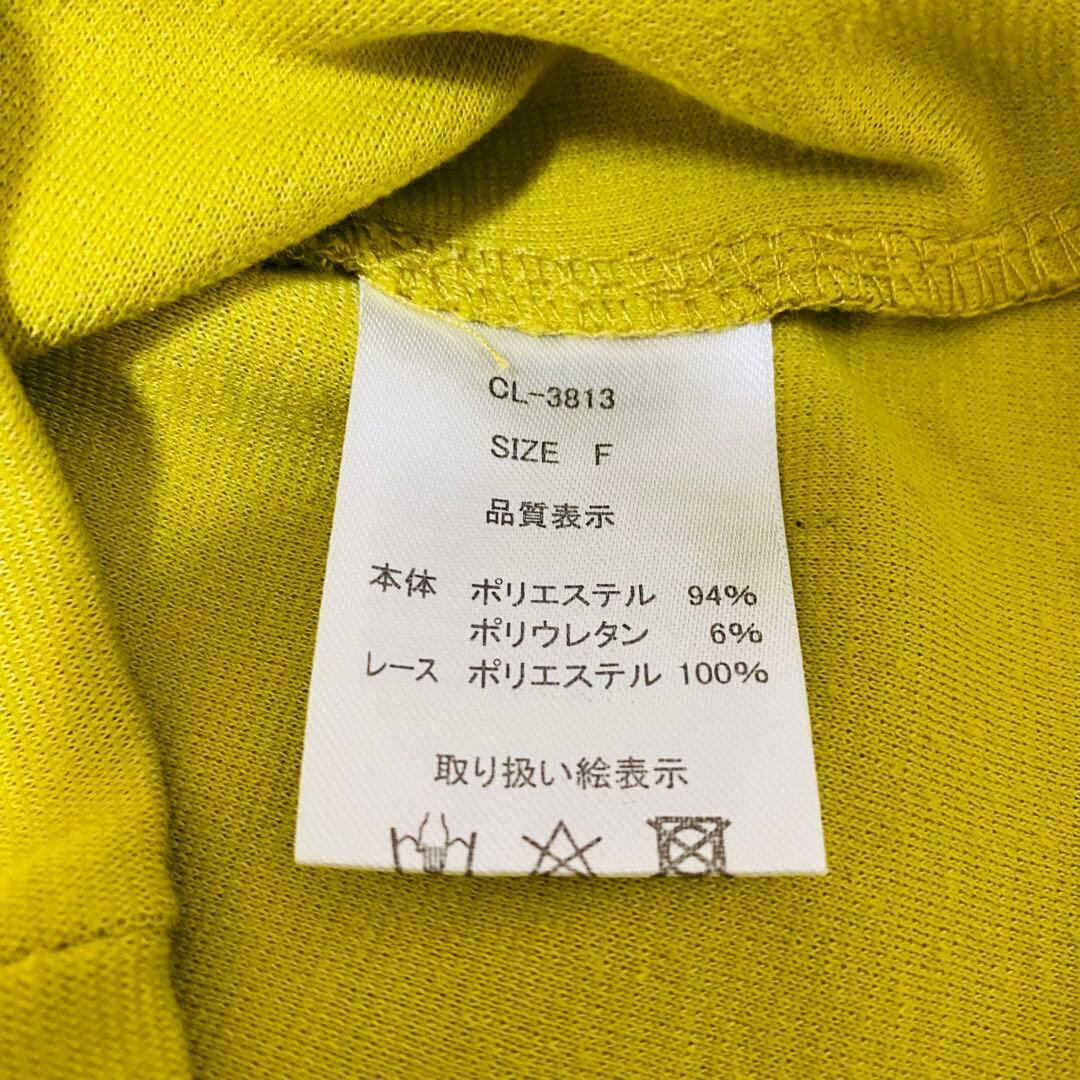 CL-3813
SIZE F
品質表示
本体 ポリエステル 94%
ポリウレタン 6%
レース ポリエステル 100%
取り扱い絵表示